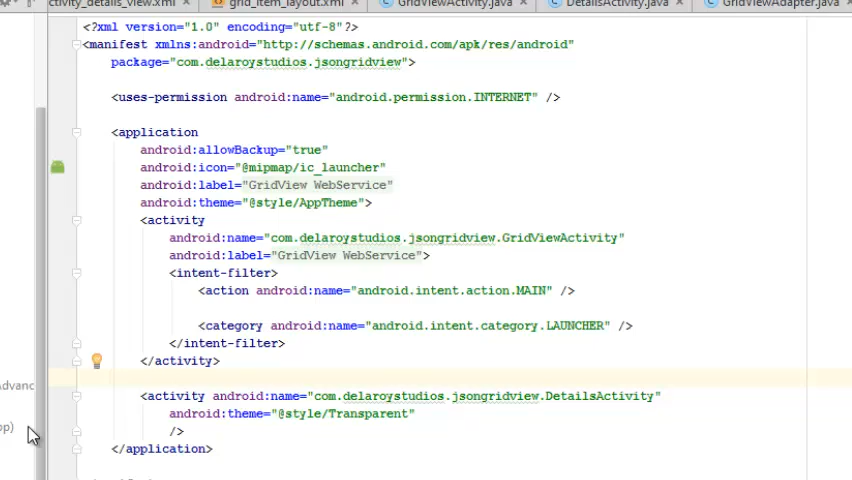 ctivity_details_view.xml × grid_item_layout.xml × GridViewActivity.java × DetailsActivity.java × GridViewAdapter.java
<?xml version="1.0" encoding="utf-8"?>
<manifest xmlns:android="http://schemas.android.com/apk/res/android"
package="com.delaroystudios.jsongridview">
<uses-permission android:name="android.permission.INTERNET" />
<application
android:allowBackup="true"
android:icon="@mipmap/ic_launcher"
android:label="GridView WebService"
android:theme="@style/AppTheme">
<activity
android:name="com.delaroystudios.jsongridview.GridViewActivity"
android:label="GridView WebService">
<intent-filter>
<action android:name="android.intent.action.MAIN" />
<category android:name="android.intent.category.LAUNCHER" />
</intent-filter>
</activity>
Advanc
<activity android:name="com.delaroystudios.jsongridview.DetailsActivity"
android:theme="@style/Transparent"
op)
/>
</application>